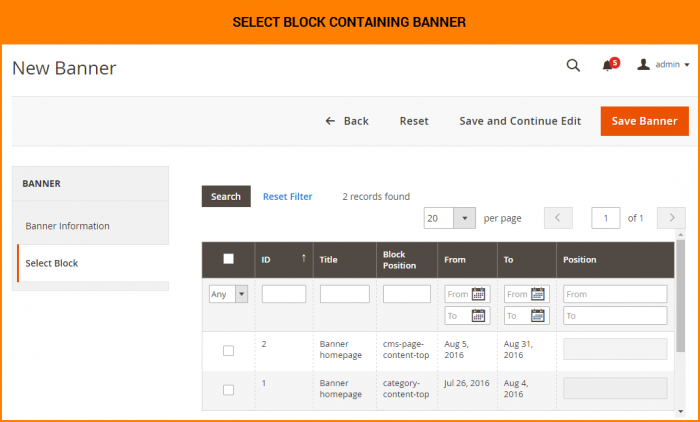 SELECT BLOCK CONTAINING BANNER
New Banner
5
admin
Back Reset Save and Continue Edit Save Banner
BANNER
Banner Information
Select Block
Search Reset Filter 2 records found
20 per page 1 of 1
ID Title Block Position From To Position
Any From From From
To To To
2 Banner homepage cms-page-content-top Aug 5, 2016 Aug 31, 2016
1 Banner homepage category-content-top Jul 26, 2016 Aug 4, 2016